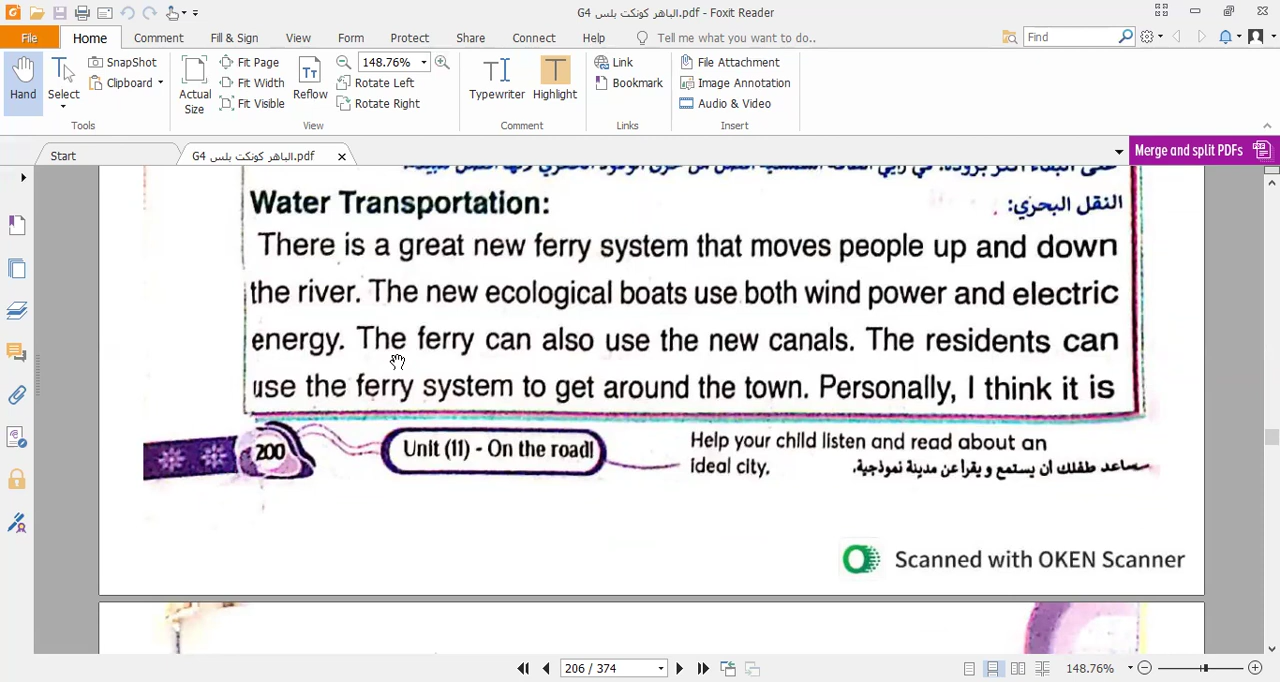 G4 الباهر كونكت بلس.pdf - Foxit Reader
File Home Comment Fill & Sign View Form Protect Share Connect Help Tell me what you want to do.. Find
SnapShot Fit Page 148.76% Link File Attachment
Clipboard Fit Width Rotate Left Bookmark Image Annotation
Hand Select Actual Size Fit Visible Reflow Rotate Right Typewriter Highlight Audio & Video
Tools View Comment Links Insert
Start G4 الباهر كونكت بلس.pdf Merge and split PDFs
Water Transportation: النقل البحري:
There is a great new ferry system that moves people up and down
the river. The new ecological boats use both wind power and electric
energy. The ferry can also use the new canals. The residents can
use the ferry system to get around the town. Personally, I think it is
200 Unit (11) - On the road! Help your child listen and read about an
ideal city. ساعد طفلك ان يستمع و يقرا عن مدينة نموذجية.
Scanned with OKEN Scanner
206 / 374 148.76%